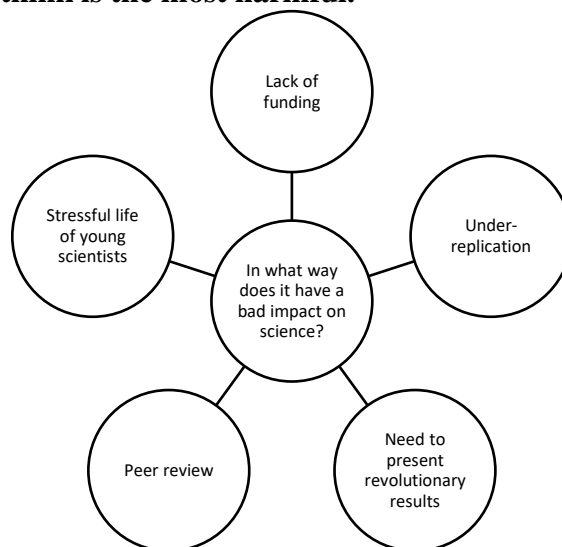 think is the most harmful.
Lack of
funding
Stressful life
of young
scientists
Under-
replication
In what way
does it have a
bad impact on
science?
Peer review
Need to
present
revolutionary
results